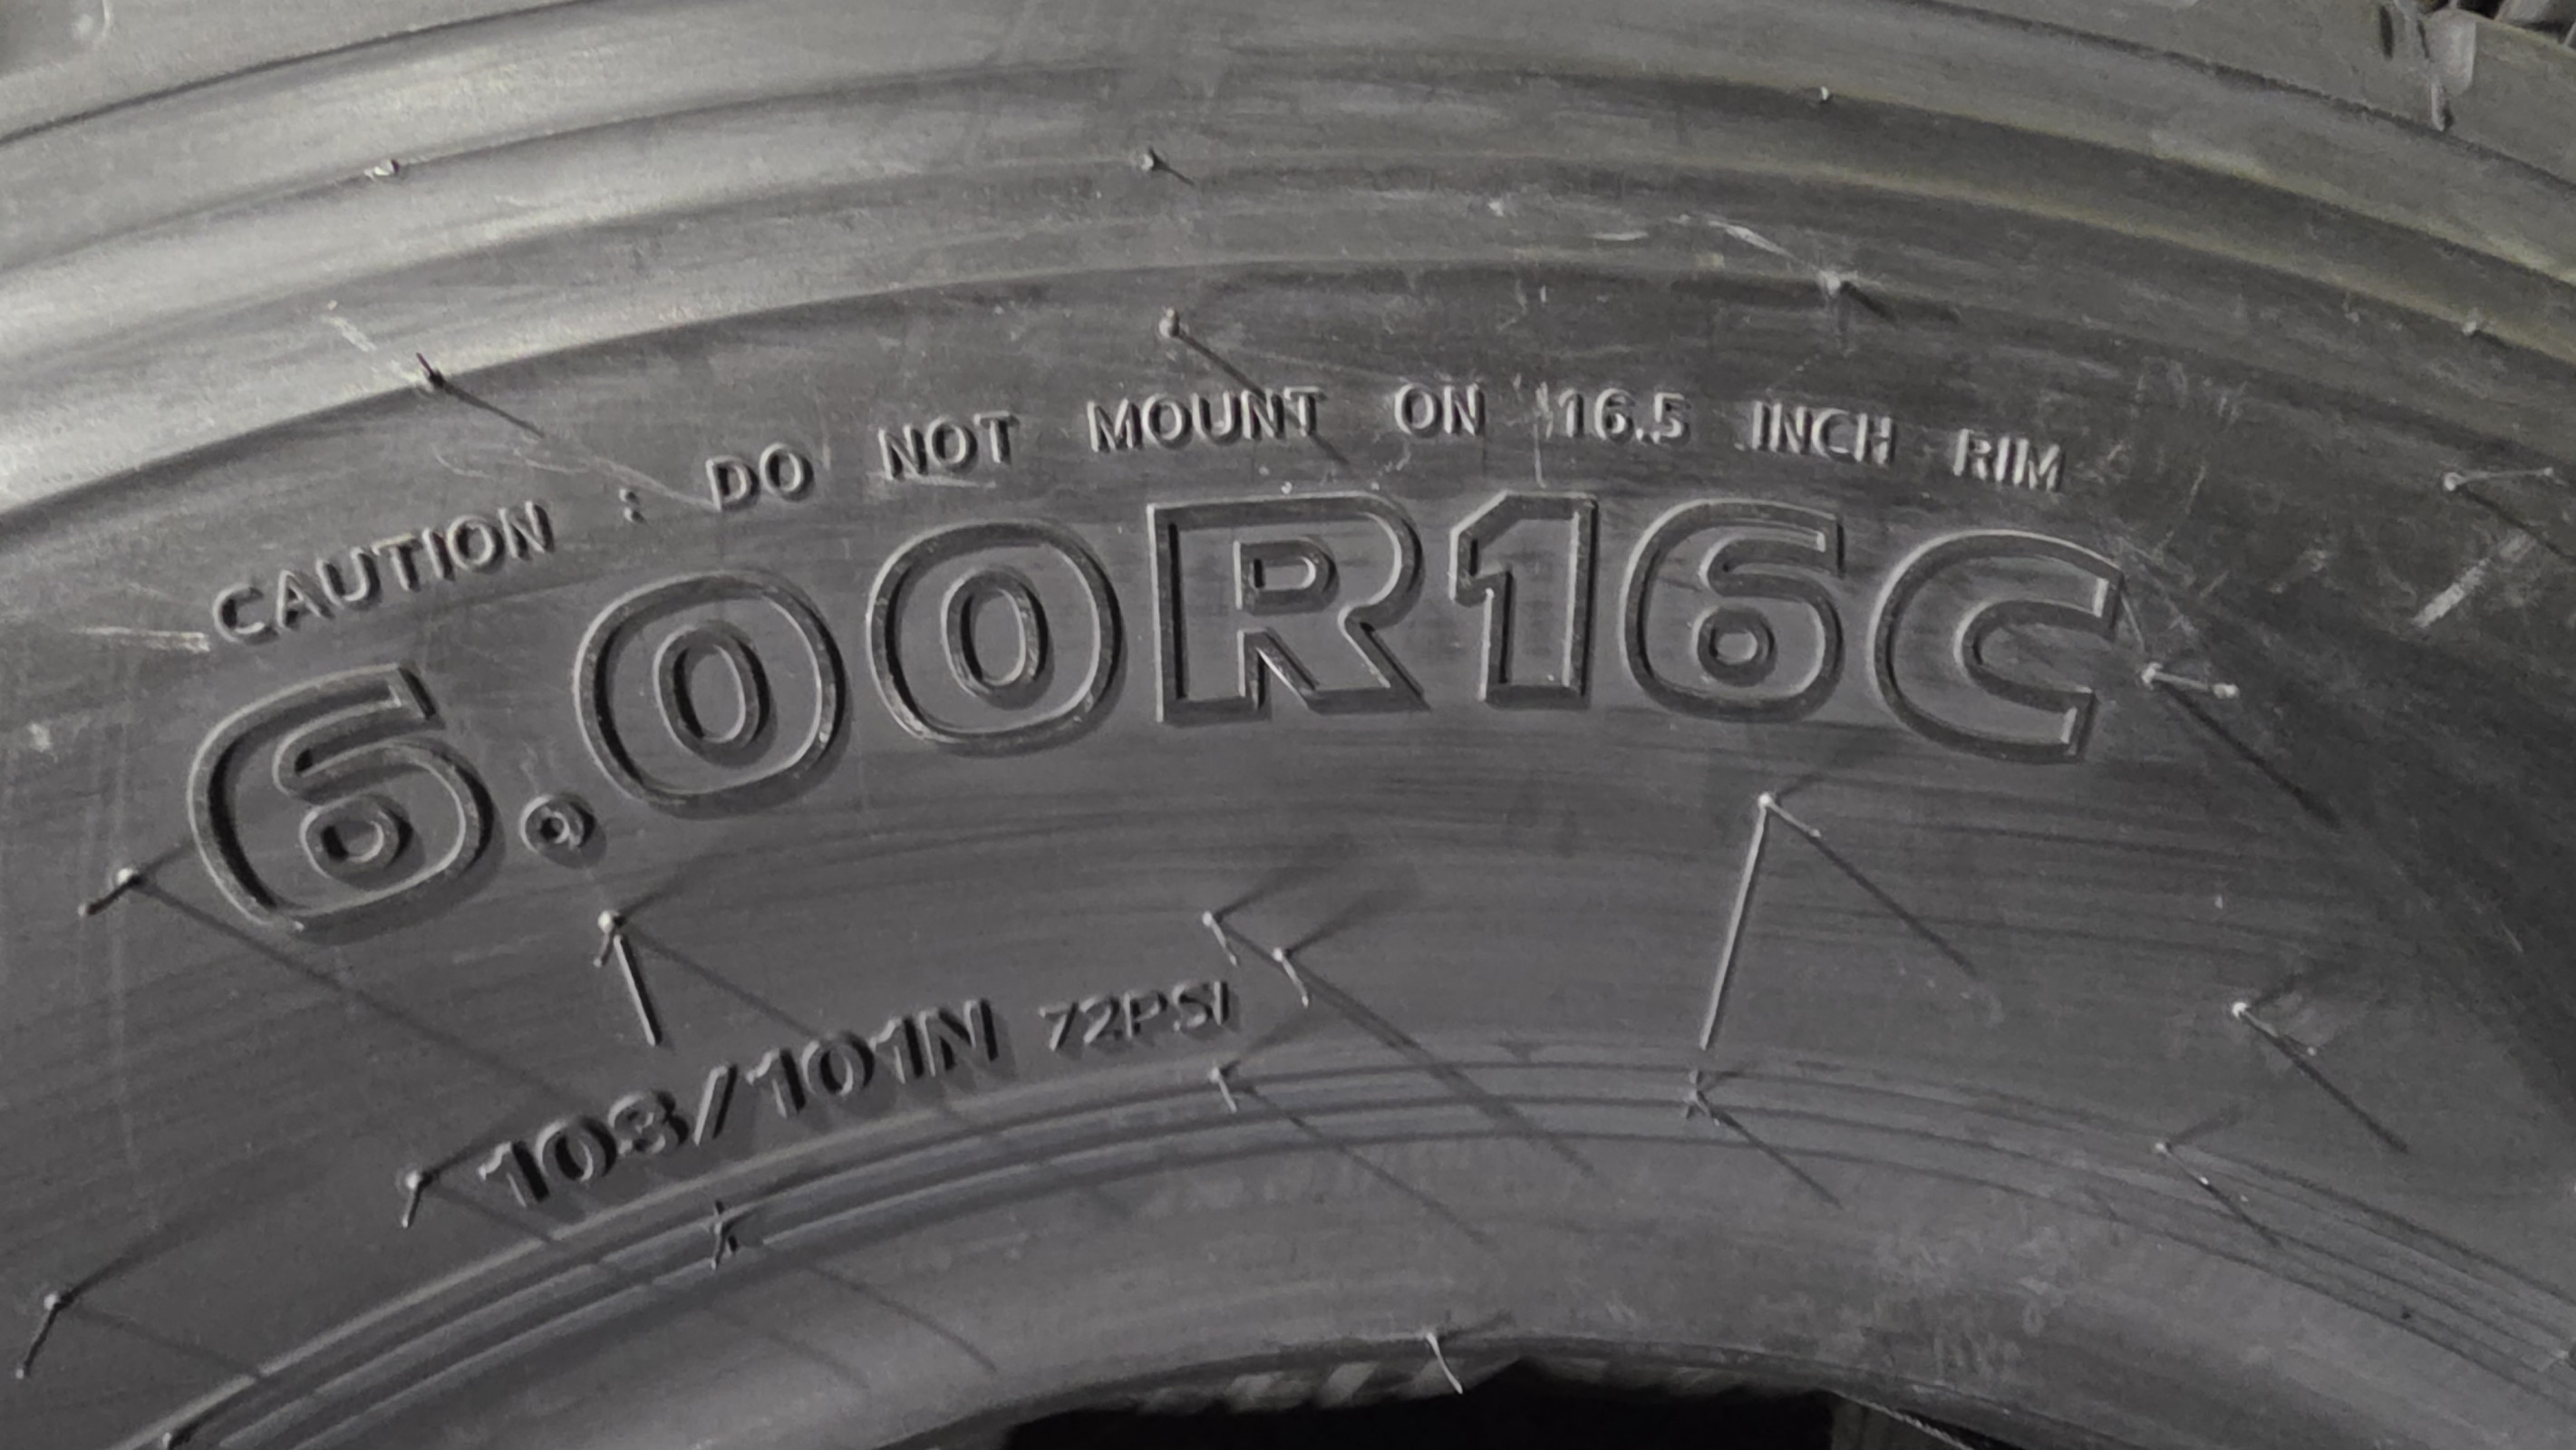 CAUTION : DO NOT MOUNT ON 16.5 INCH RIM
6.00R16C
103/101N 72PSI